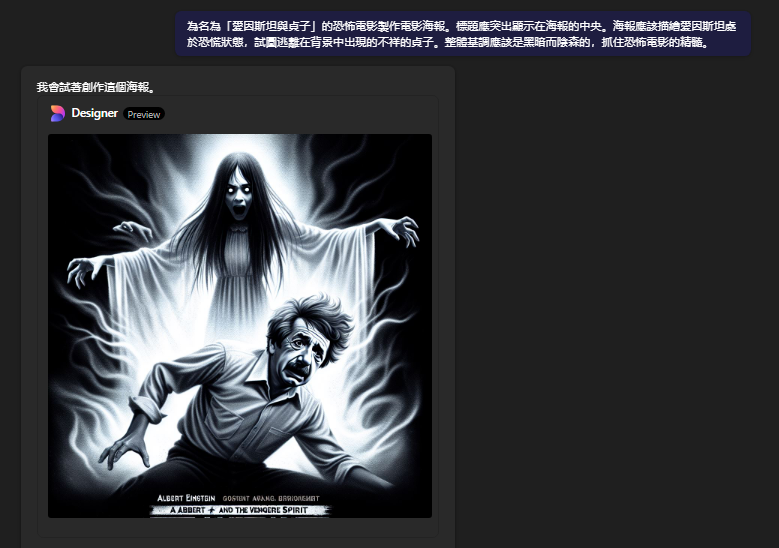 為名為「愛因斯坦與貞子」的恐怖電影製作電影海報。標題應突出顯示在海報的中央。海報應該描繪愛因斯坦處
於恐慌狀態，試圖逃離在背景中出現的不祥的貞子。整體基調應該是黑暗而陰森的，抓住恐怖電影的精髓。
我會試著創作這個海報。
Designer Preview
ALBERT EINSTEIN
A ABBERT + AND THE VENGERE SPIRIT